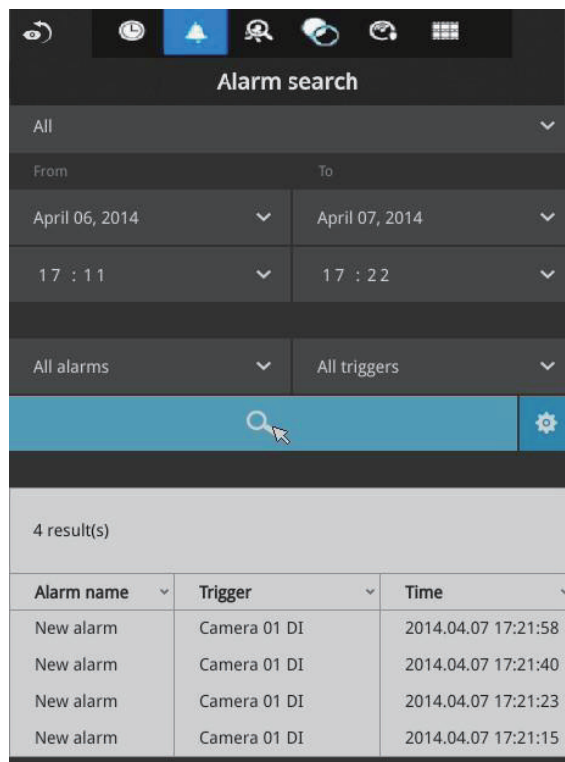 Alarm search
All
From To
April 06, 2014 April 07, 2014
17 : 11 17 : 22
All alarms All triggers
4 result(s)
Alarm name Trigger Time
New alarm Camera 01 DI 2014.04.07 17:21:58
New alarm Camera 01 DI 2014.04.07 17:21:40
New alarm Camera 01 DI 2014.04.07 17:21:23
New alarm Camera 01 DI 2014.04.07 17:21:15